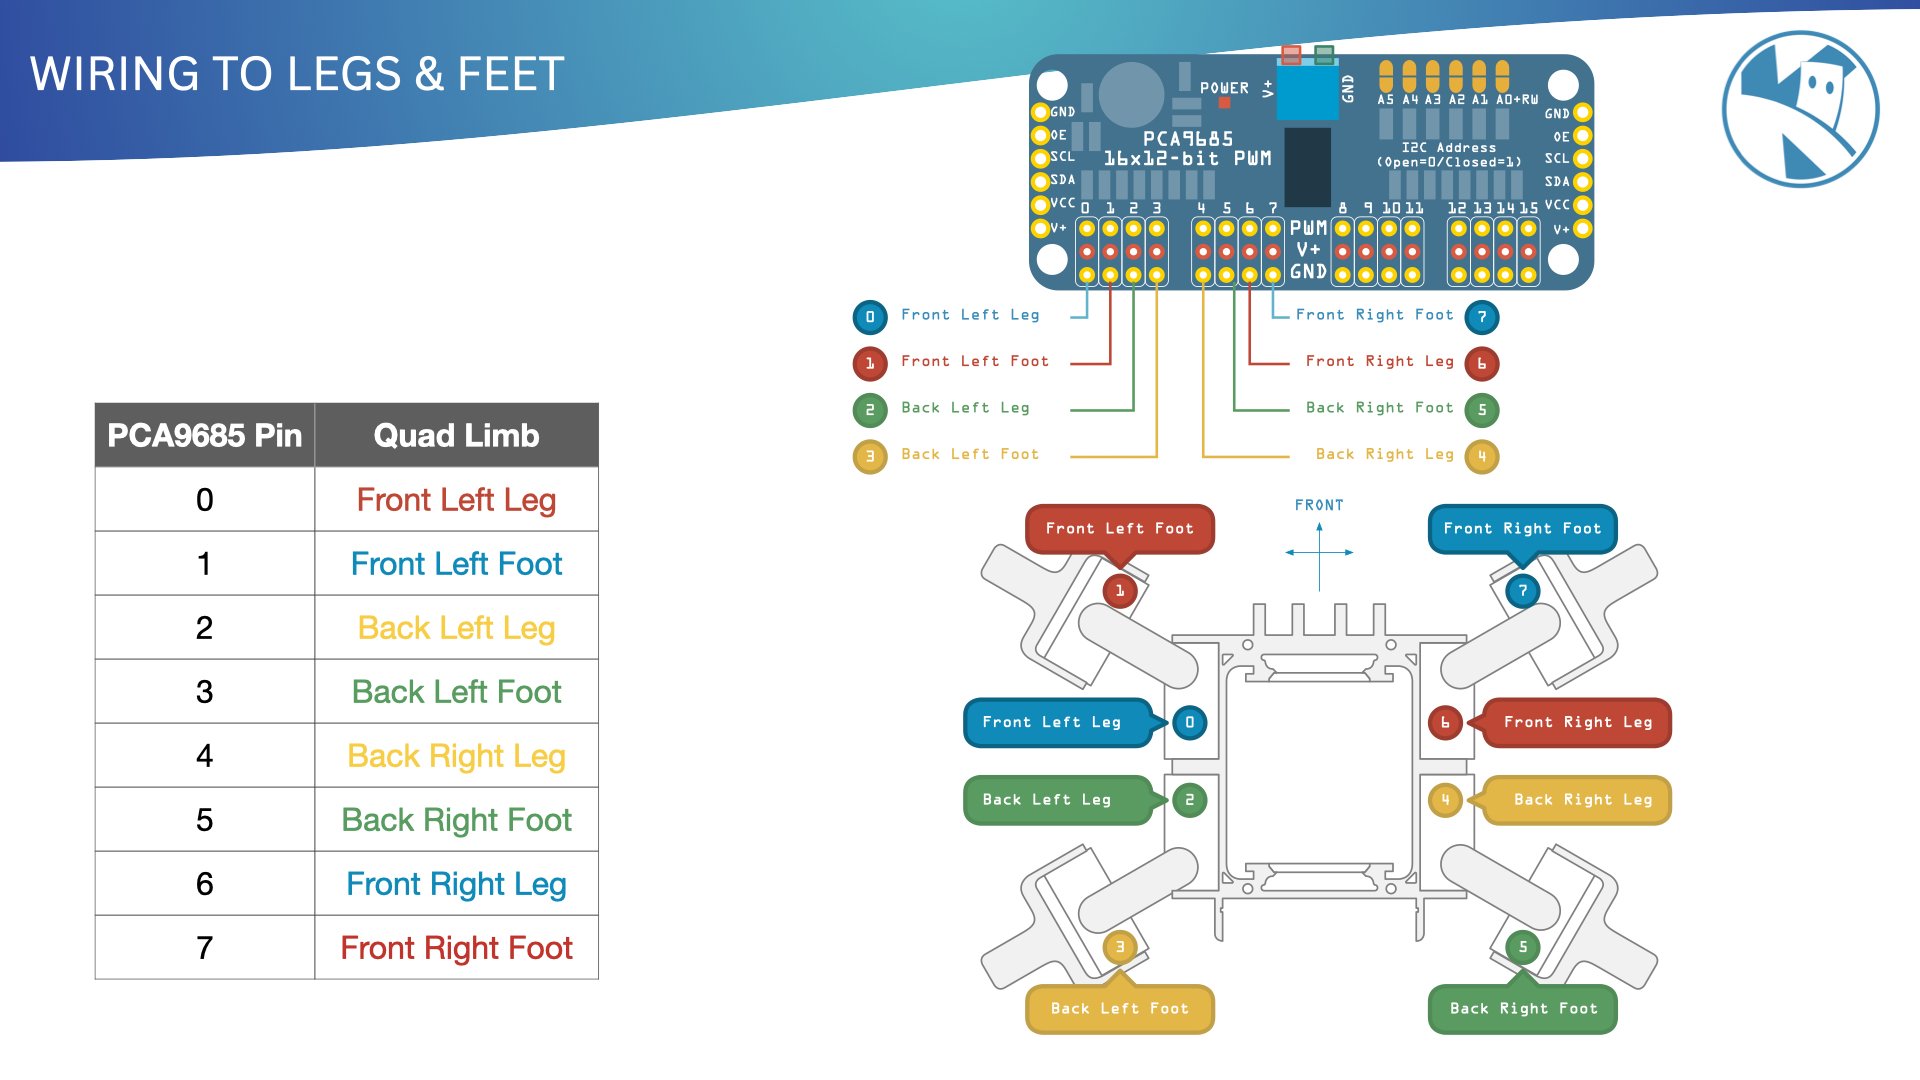 WIRING TO LEGS & FEET
POWER
V+
GND
A5 A4 A3 A2 A1 A0+RW
GND
OE
SCL
SDA
VCC
V+
PCA9685
16x12-bit PWM
I2C Address
(Open=0/Closed=1)
GND
OE
SCL
SDA
VCC
V+
0 1 2 3 4 5 6 7 8 9 10 11 12 13 14 15
PWM
V+
GND
0 Front Left Leg
1 Front Left Foot
2 Back Left Leg
3 Back Left Foot
Front Right Foot 7
Front Right Leg 6
Back Right Foot 5
Back Right Leg 4
PCA9685 Pin Quad Limb
0 Front Left Leg
1 Front Left Foot
2 Back Left Leg
3 Back Left Foot
4 Back Right Leg
5 Back Right Foot
6 Front Right Leg
7 Front Right Foot
FRONT
Front Left Foot
1
Front Right Foot
7
Front Left Leg 0
6 Front Right Leg
Back Left Leg 2
4 Back Right Leg
3
Back Left Foot
5
Back Right Foot